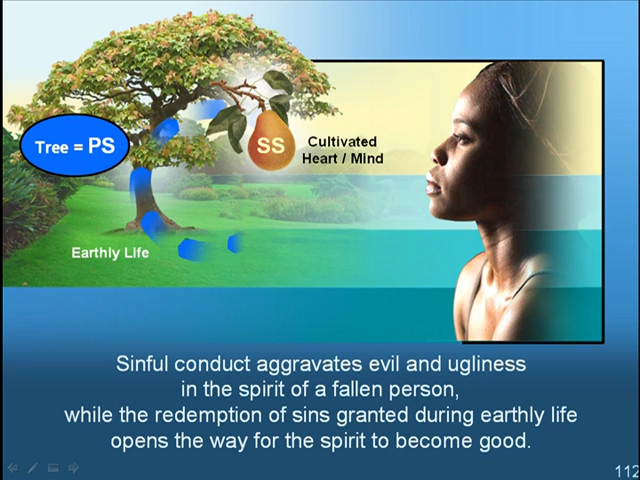 Tree = PS
SS
Cultivated
Heart / Mind
Earthly Life
Sinful conduct aggravates evil and ugliness
in the spirit of a fallen person,
while the redemption of sins granted during earthly life
opens the way for the spirit to become good.
112